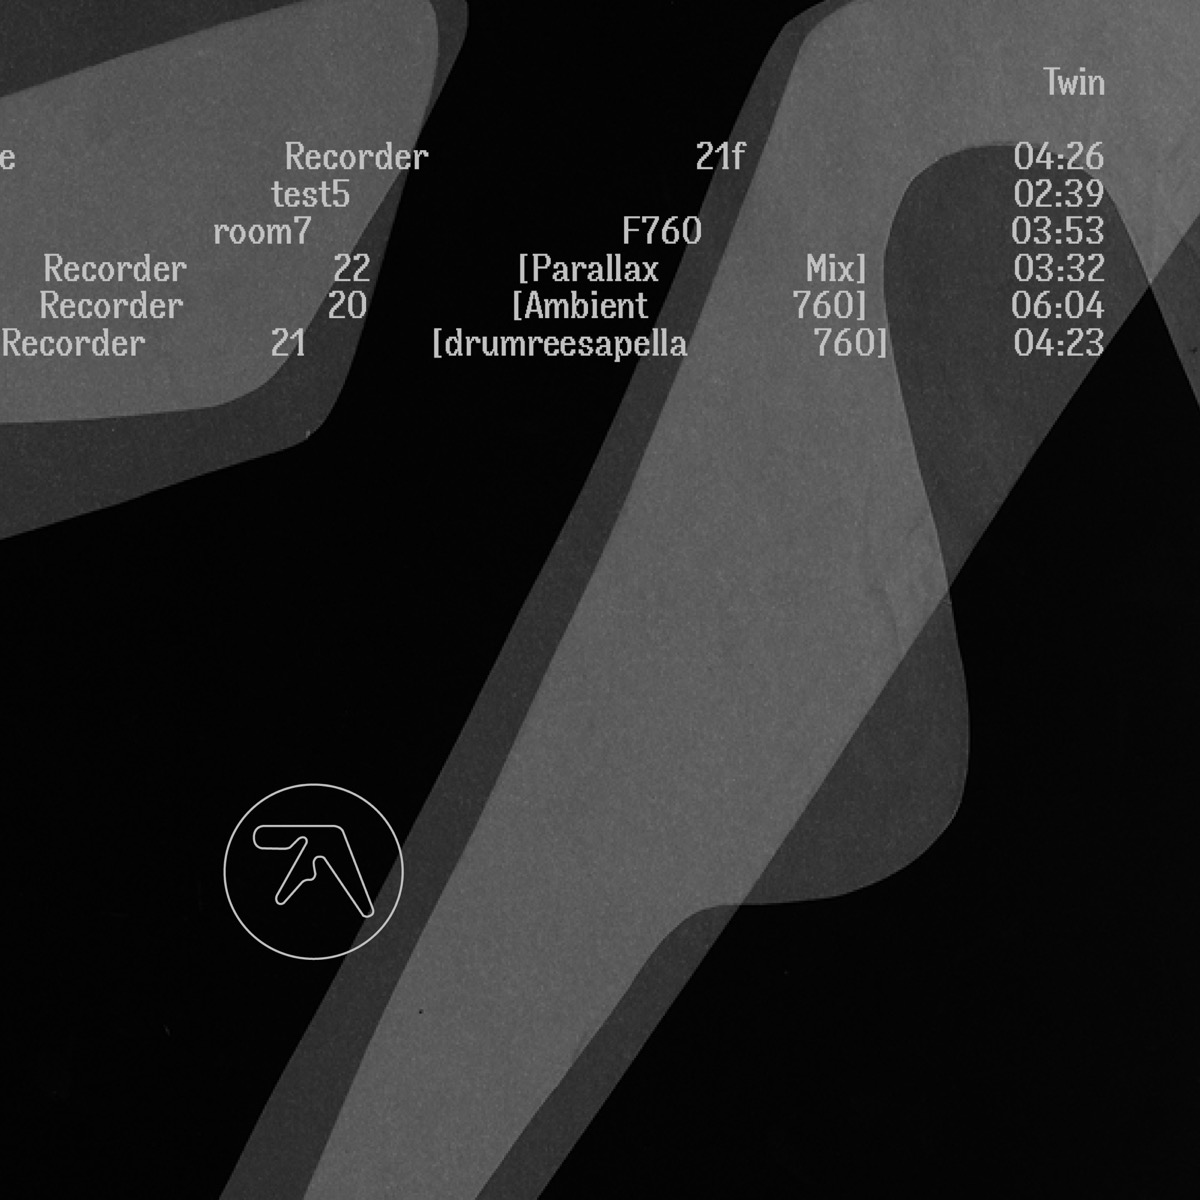 Twin
e Recorder 21f 04:26
test5 02:39
room7 F760 03:53
Recorder 22 [Parallax Mix] 03:32
Recorder 20 [Ambient 760] 06:04
Recorder 21 [drumreesapella 760] 04:23